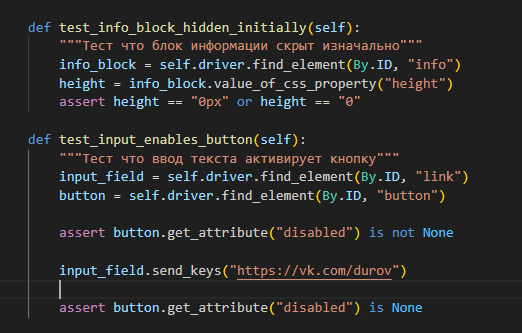 def test_info_block_hidden_initially(self):
"""Тест что блок информации скрыт изначально"""
info_block = self.driver.find_element(By.ID, "info")
height = info_block.value_of_css_property("height")
assert height == "0px" or height == "0"
def test_input_enables_button(self):
"""Тест что ввод текста активирует кнопку"""
input_field = self.driver.find_element(By.ID, "link")
button = self.driver.find_element(By.ID, "button")
assert button.get_attribute("disabled") is not None
input_field.send_keys("https://vk.com/durov")
assert button.get_attribute("disabled") is None